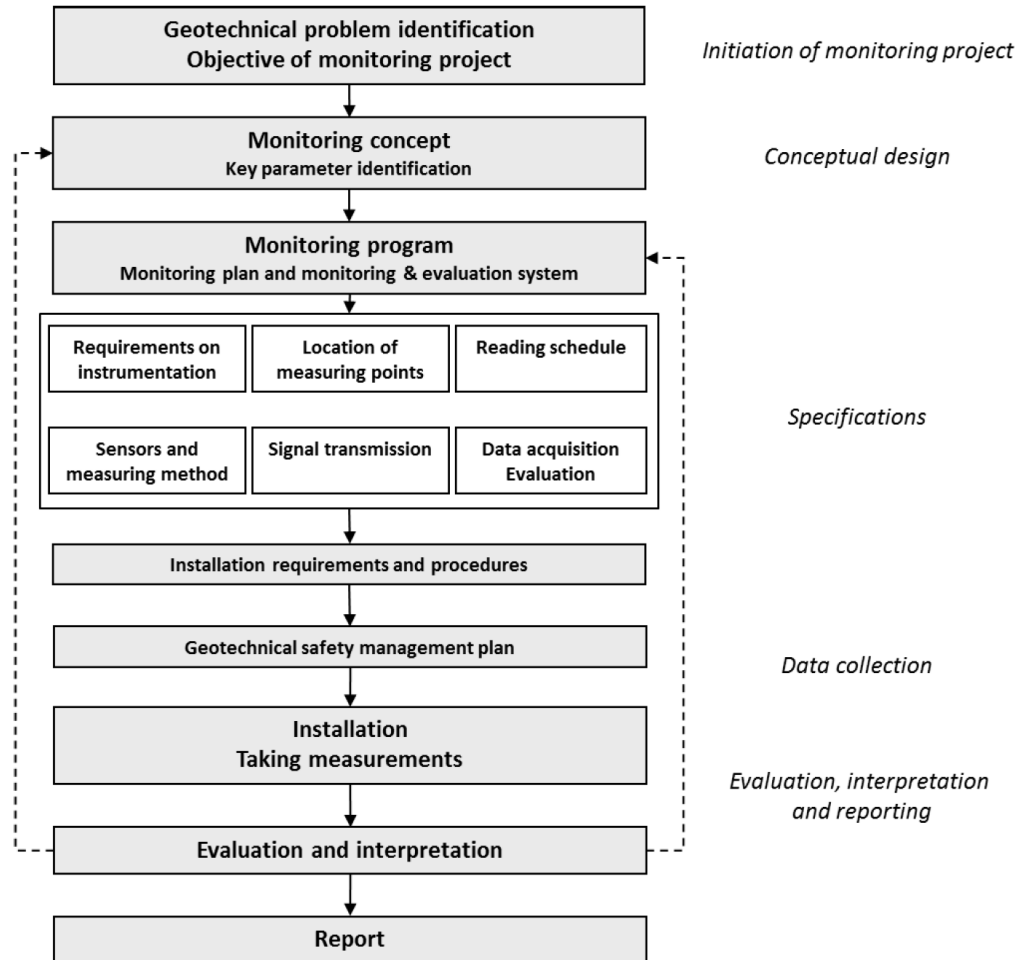 Geotechnical problem identification
Objective of monitoring project
Initiation of monitoring project
Monitoring concept
Key parameter identification
Conceptual design
Monitoring program
Monitoring plan and monitoring & evaluation system
Requirements on
instrumentation
Location of
measuring points
Reading schedule
Specifications
Sensors and
measuring method
Signal transmission
Data acquisition
Evaluation
Installation requirements and procedures
Geotechnical safety management plan
Data collection
Installation
Taking measurements
Evaluation, interpretation
and reporting
Evaluation and interpretation
Report